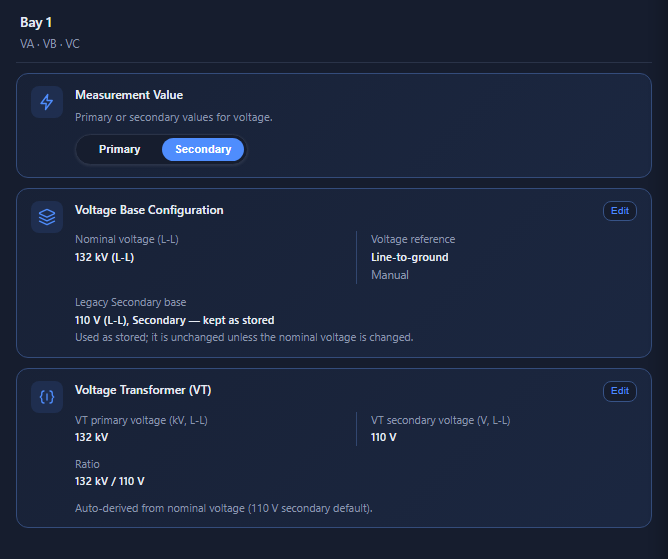 Bay 1
VA · VB · VC
Measurement Value
Primary or secondary values for voltage.
Primary
Secondary
Voltage Base Configuration
Edit
Nominal voltage (L-L)
132 kV (L-L)
Voltage reference
Line-to-ground
Manual
Legacy Secondary base
110 V (L-L), Secondary — kept as stored
Used as stored; it is unchanged unless the nominal voltage is changed.
Voltage Transformer (VT)
Edit
VT primary voltage (kV, L-L)
132 kV
VT secondary voltage (V, L-L)
110 V
Ratio
132 kV / 110 V
Auto-derived from nominal voltage (110 V secondary default).